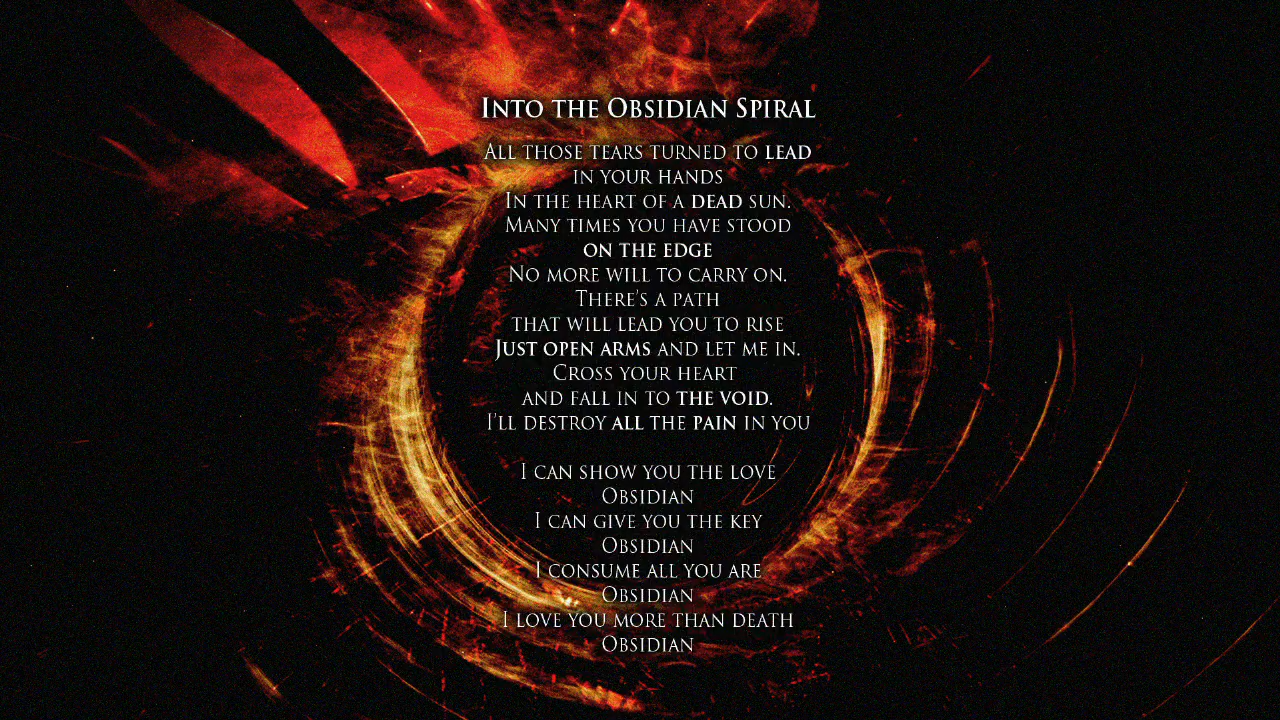 Into the Obsidian Spiral
All those tears turned to lead
in your hands
In the heart of a dead sun.
Many times you have stood
on the edge
No more will to carry on.
There's a path
that will lead you to rise
Just open arms and let me in.
Cross your heart
and fall in to the void.
I'll destroy all the pain in you
I can show you the love
Obsidian
I can give you the key
Obsidian
I consume all you are
Obsidian
I love you more than death
Obsidian